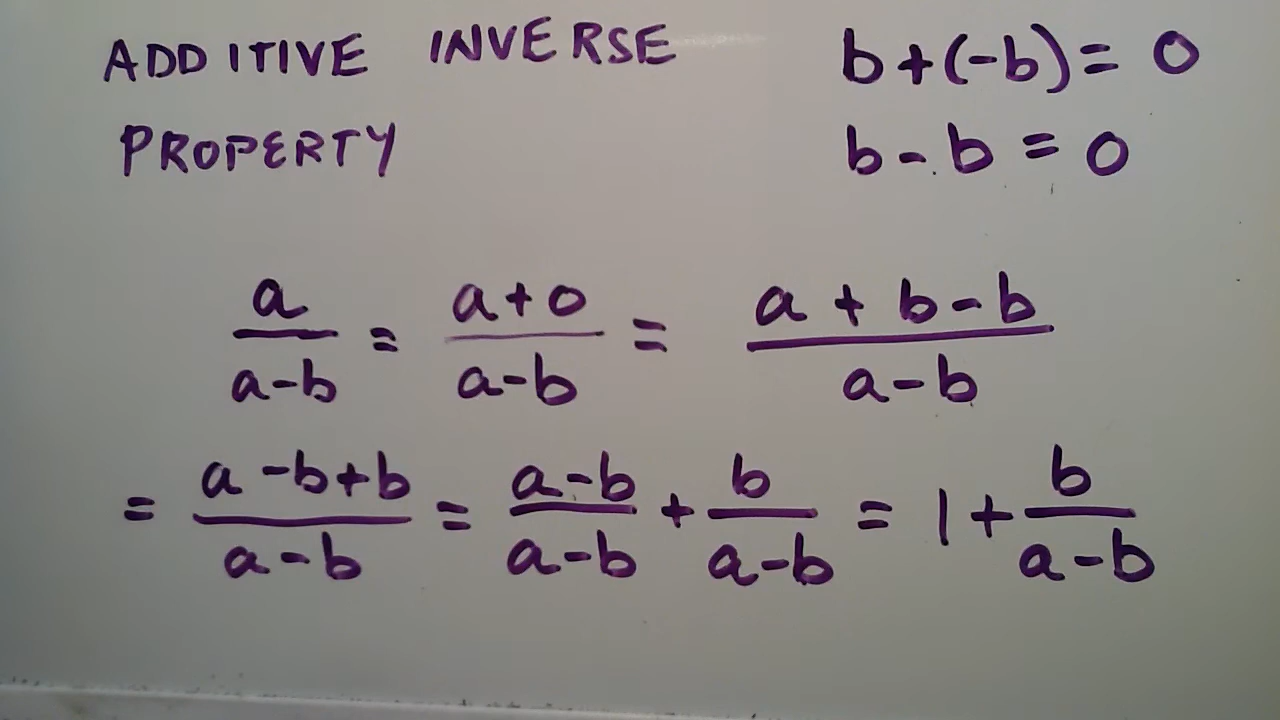 ADDITIVE INVERSE b+(-b)= 0
PROPERTY b-b = 0
a/(a-b) = (a+0)/(a-b) = (a + b-b)/(a-b)
= (a-b+b)/(a-b) = (a-b)/(a-b) + b/(a-b) = 1+ b/(a-b)